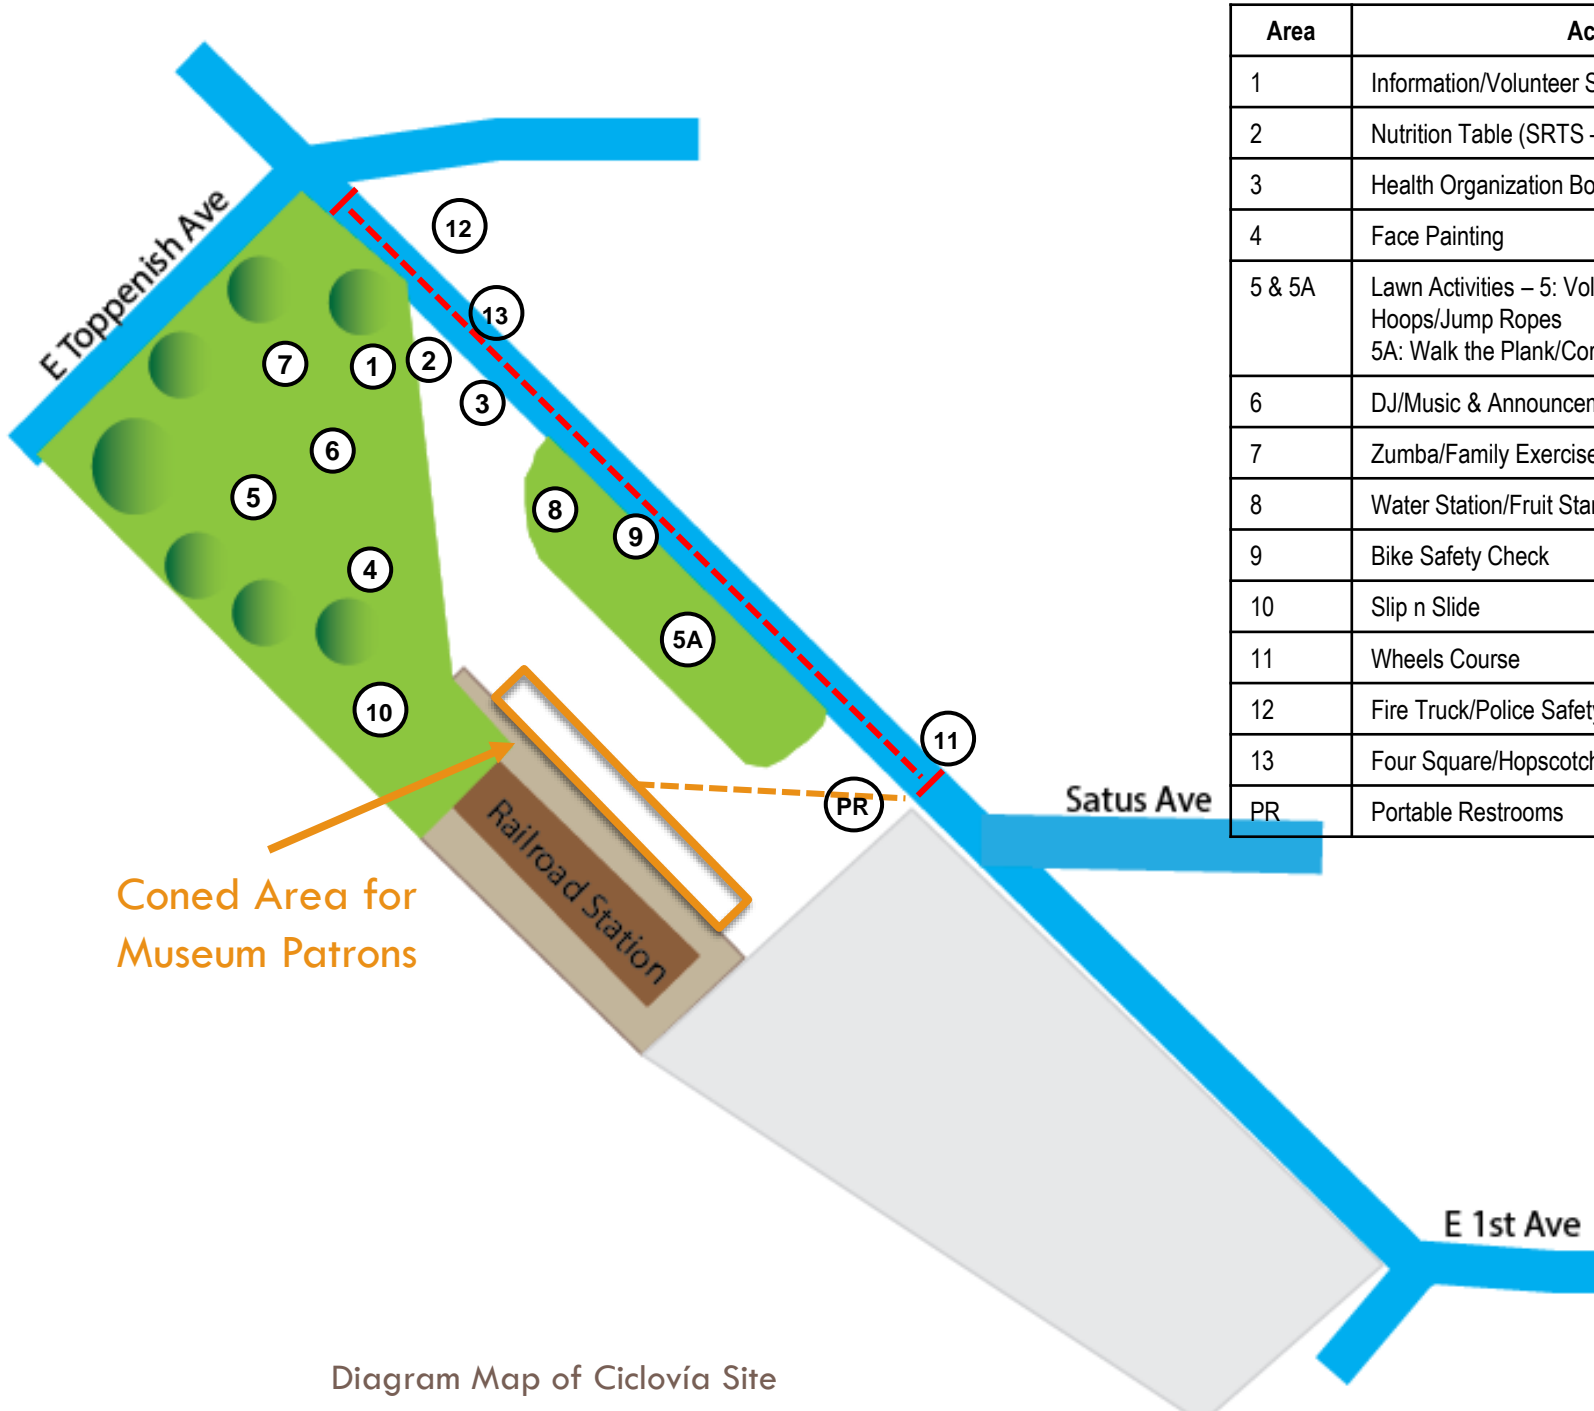 Area Ac
1 Information/Volunteer S
2 Nutrition Table (SRTS -
3 Health Organization Bo
4 Face Painting
5 & 5A Lawn Activities – 5: Vol
Hoops/Jump Ropes
5A: Walk the Plank/Cor
6 DJ/Music & Announcem
7 Zumba/Family Exercise
8 Water Station/Fruit Stan
9 Bike Safety Check
10 Slip n Slide
11 Wheels Course
12 Fire Truck/Police Safety
13 Four Square/Hopscotch
PR Portable Restrooms
E Toppenish Ave
12
13
7
1
2
3
6
5
8
9
4
5A
10
11
PR
Satus Ave
Railroad Station
Coned Area for
Museum Patrons
E 1st Ave
Diagram Map of Ciclovía Site